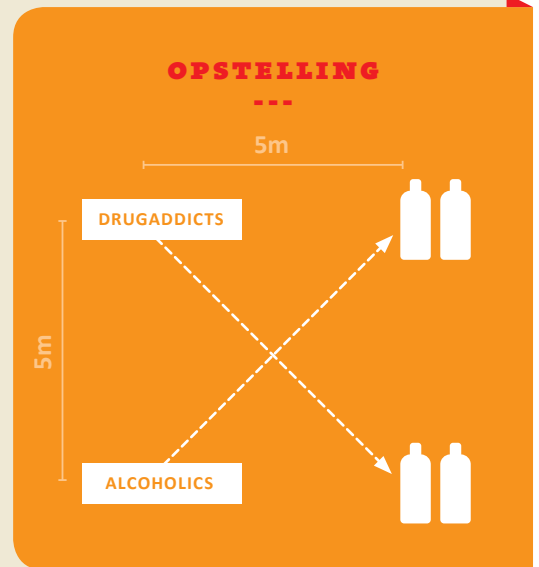 OPSTELLING
---
5m
DRUGADDICTS
5m
ALCOHOLICS